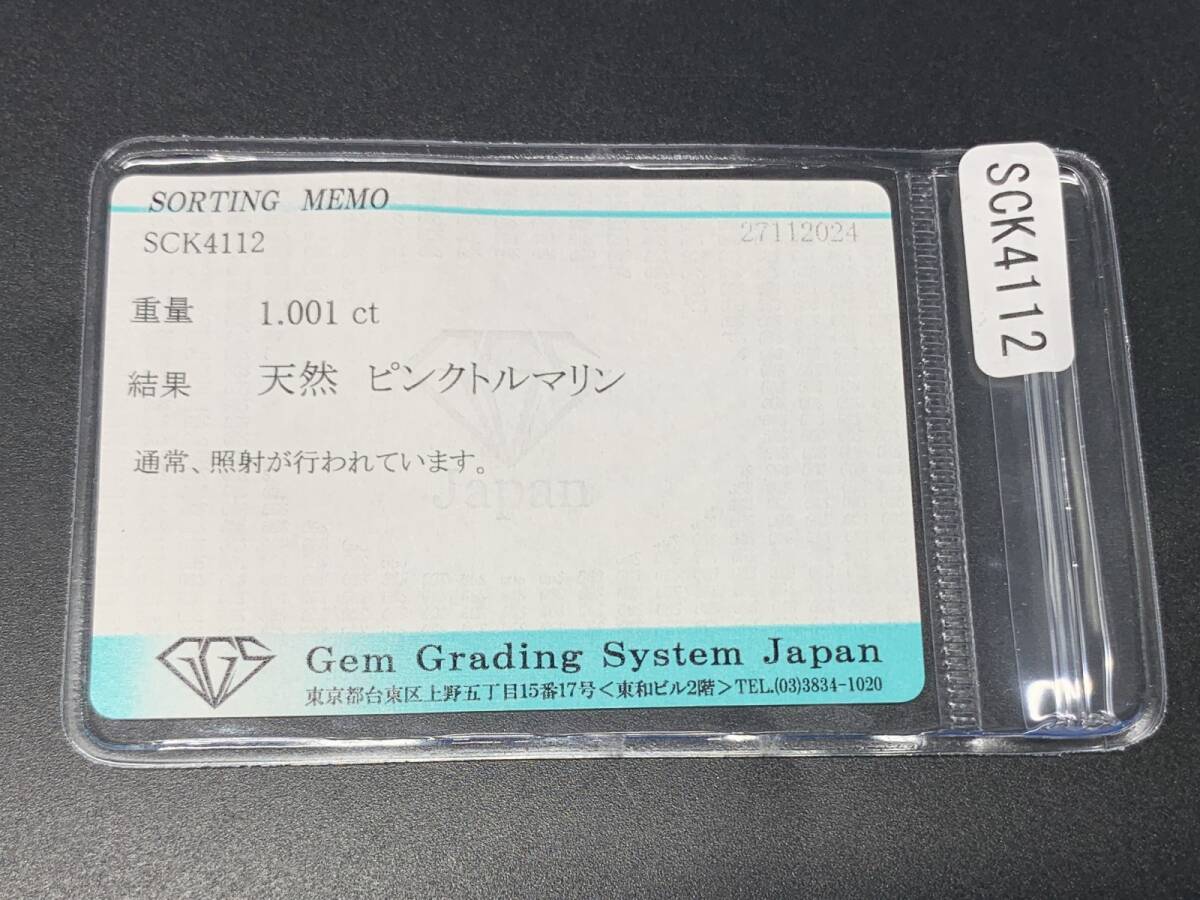 SORTING MEMO
SCK4112
27112024
重量 1.001 ct
結果 天然 ピンクトルマリン
通常、照射が行われています。
Japan
GGS
Gem Grading System Japan
東京都台東区上野五丁目15番17号＜東和ビル2階＞TEL.(03)3834-1020
SCK4112